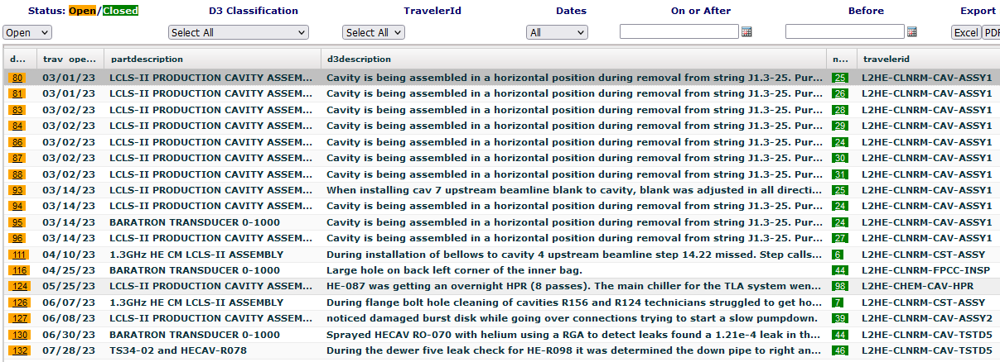 Status: Open/Closed D3 Classification TravelerId Dates On or After Before Export
Open Select All Select All All Excel PDF
d... trav_ope... partdescription d3description n... travelerid
80 03/01/23 LCLS-II PRODUCTION CAVITY ASSEM... Cavity is being assembled in a horizontal position during removal from string J1.3-25. Pur... 25 L2HE-CLNRM-CAV-ASSY1
81 03/01/23 LCLS-II PRODUCTION CAVITY ASSEM... Cavity is being assembled in a horizontal position during removal from string J1.3-25. Pur... 26 L2HE-CLNRM-CAV-ASSY1
83 03/02/23 LCLS-II PRODUCTION CAVITY ASSEM... Cavity is being assembled in a horizontal position during removal from string J1.3-25. Pur... 28 L2HE-CLNRM-CAV-ASSY1
84 03/02/23 LCLS-II PRODUCTION CAVITY ASSEM... Cavity is being assembled in a horizontal position during removal from string J1.3-25. Pur... 29 L2HE-CLNRM-CAV-ASSY1
86 03/02/23 LCLS-II PRODUCTION CAVITY ASSEM... Cavity is being assembled in a horizontal position during removal from string J1.3-25. Pur... 24 L2HE-CLNRM-CAV-ASSY1
87 03/02/23 LCLS-II PRODUCTION CAVITY ASSEM... Cavity is being assembled in a horizontal position during removal from string J1.3-25. Pur... 30 L2HE-CLNRM-CAV-ASSY1
88 03/02/23 LCLS-II PRODUCTION CAVITY ASSEM... Cavity is being assembled in a horizontal position during removal from string J1.3-25. Pur... 31 L2HE-CLNRM-CAV-ASSY1
93 03/14/23 LCLS-II PRODUCTION CAVITY ASSEM... When installing cav 7 upstream beamline blank to cavity, blank was adjusted in all directi... 25 L2HE-CLNRM-CAV-ASSY1
94 03/14/23 LCLS-II PRODUCTION CAVITY ASSEM... Cavity is being assembled in a horizontal position during removal from string J1.3-25. Pur... 24 L2HE-CLNRM-CAV-ASSY1
95 03/14/23 BARATRON TRANSDUCER 0-1000 Cavity is being assembled in a horizontal position during removal from string J1.3-25. Pur... 24 L2HE-CLNRM-CAV-ASSY1
96 03/14/23 LCLS-II PRODUCTION CAVITY ASSEM... Cavity is being assembled in a horizontal position during removal from string J1.3-25. Pur... 27 L2HE-CLNRM-CAV-ASSY1
111 04/10/23 1.3GHz HE CM LCLS-II ASSEMBLY During installation of bellows to cavity 4 upstream beamline step 14.22 missed. Step calls... 6 L2HE-CLNRM-CST-ASSY
116 04/25/23 BARATRON TRANSDUCER 0-1000 Large hole on back left corner of the inner bag. 44 L2HE-CLNRM-FPCC-INSP
124 05/25/23 LCLS-II PRODUCTION CAVITY ASSEM... HE-087 was getting an overnight HPR (8 passes). The main chiller for the TLA system wen... 98 L2HE-CHEM-CAV-HPR
126 06/07/23 1.3GHz HE CM LCLS-II ASSEMBLY During flange bolt hole cleaning of cavities R156 and R124 technicians struggled to get ho... 7 L2HE-CLNRM-CST-ASSY
127 06/08/23 LCLS-II PRODUCTION CAVITY ASSEM... noticed damaged burst disk while going over connections trying to start a slow pumpdown. 39 L2HE-CLNRM-CAV-ASSY2
130 06/30/23 BARATRON TRANSDUCER 0-1000 Sprayed HECAV RO-070 with helium using a RGA to detect leaks found a 1.21e-4 leak in th... 44 L2HE-CLNRM-CAV-TSTD5
132 07/28/23 TS34-02 and HECAV-R078 During the dewer five leak check for HE-R098 it was determined the down pipe to right an... 46 L2HE-CLNRM-CAV-TSTD5